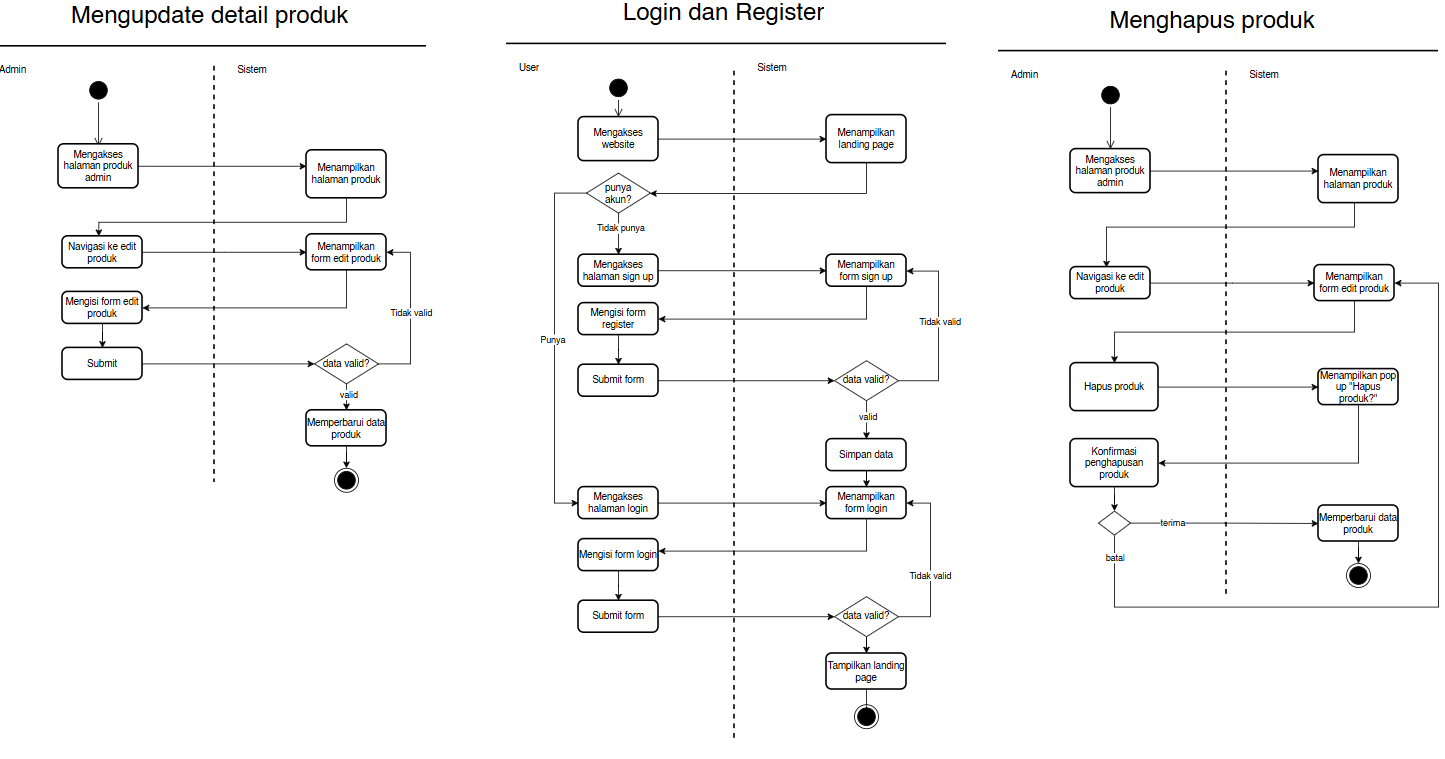 Mengupdate detail produk
Admin
Sistem
Mengakses
halaman produk
admin
Menampilkan
halaman produk
Navigasi ke edit
produk
Menampilkan
form edit produk
Mengisi form edit
produk
Tidak valid
Submit
data valid?
valid
Memperbarui data
produk
Login dan Register
User
Sistem
Mengakses
website
Menampilkan
landing page
punya
akun?
Tidak punya
Mengakses
halaman sign up
Menampilkan
form sign up
Mengisi form
register
Tidak valid
Punya
Submit form
data valid?
valid
Simpan data
Mengakses
halaman login
Menampilkan
form login
Mengisi form login
Tidak valid
Submit form
data valid?
Tampilkan landing
page
Menghapus produk
Admin
Sistem
Mengakses
halaman produk
admin
Menampilkan
halaman produk
Navigasi ke edit
produk
Menampilkan
form edit produk
Hapus produk
Menampilkan pop
up "Hapus
produk?"
Konfirmasi
penghapusan
produk
terima
Memperbarui data
produk
batal